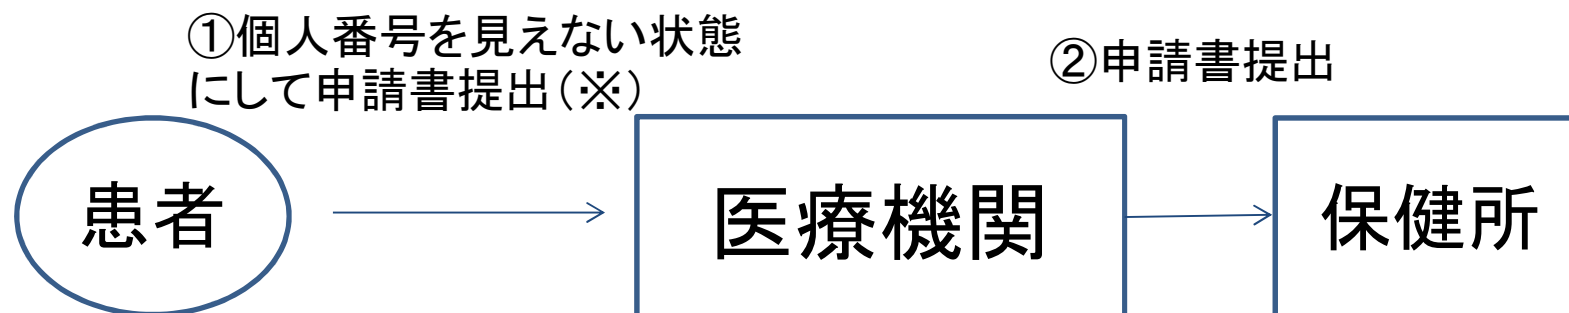 ①個人番号を見えない状態
にして申請書提出(※)
②申請書提出
患者
医療機関
保健所